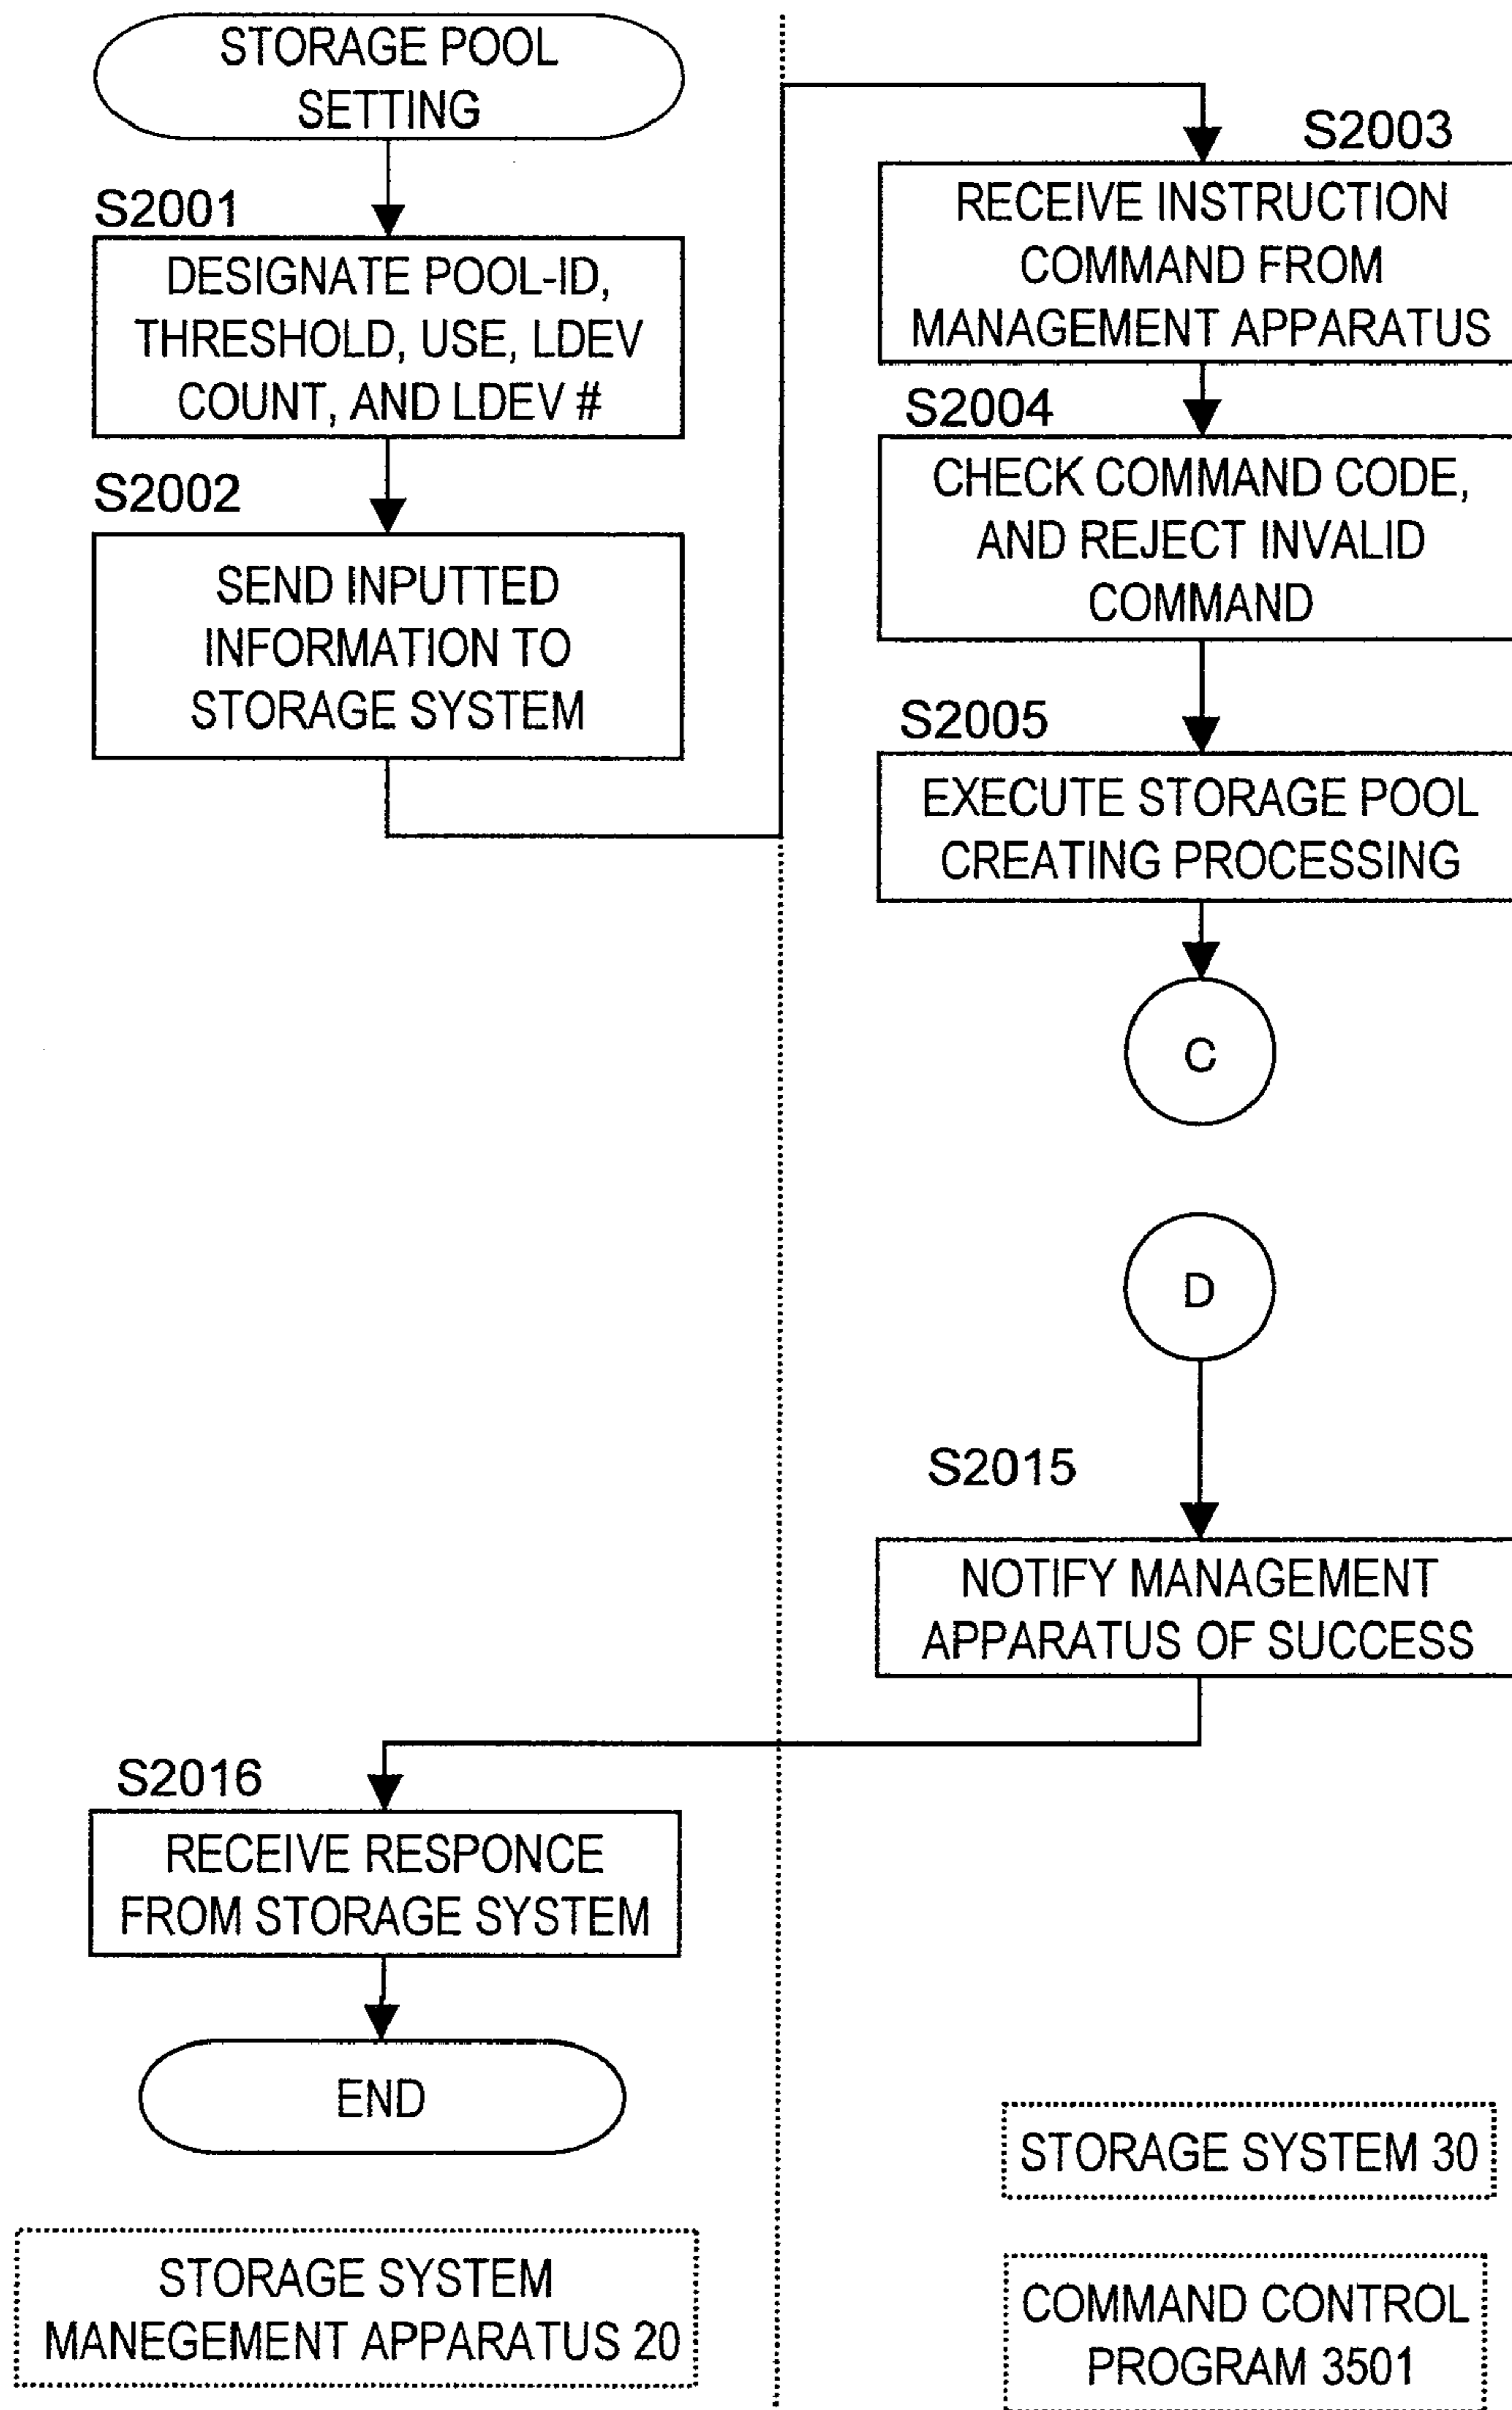 STORAGE POOL
SETTING
S2001
DESIGNATE POOL-ID,
THRESHOLD, USE, LDEV
COUNT, AND LDEV #
S2002
SEND INPUTTED
INFORMATION TO
STORAGE SYSTEM
S2003
RECEIVE INSTRUCTION
COMMAND FROM
MANAGEMENT APPARATUS
S2004
CHECK COMMAND CODE,
AND REJECT INVALID
COMMAND
S2005
EXECUTE STORAGE POOL
CREATING PROCESSING
C
D
S2015
NOTIFY MANAGEMENT
APPARATUS OF SUCCESS
S2016
RECEIVE RESPONCE
FROM STORAGE SYSTEM
END
STORAGE SYSTEM
MANEGEMENT APPARATUS 20
STORAGE SYSTEM 30
COMMAND CONTROL
PROGRAM 3501